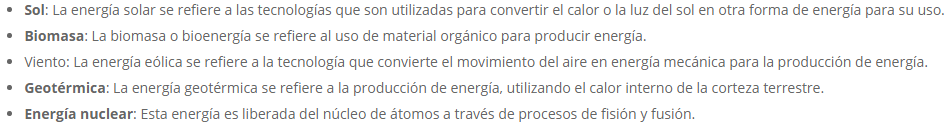 • Sol: La energía solar se refiere a las tecnologías que son utilizadas para convertir el calor o la luz del sol en otra forma de energía para su uso.
• Biomasa: La biomasa o bioenergía se refiere al uso de material orgánico para producir energía.
• Viento: La energía eólica se refiere a la tecnología que convierte el movimiento del aire en energía mecánica para la producción de energía.
• Geotérmica: La energía geotérmica se refiere a la producción de energía, utilizando el calor interno de la corteza terrestre.
• Energía nuclear: Esta energía es liberada del núcleo de átomos a través de procesos de fisión y fusión.